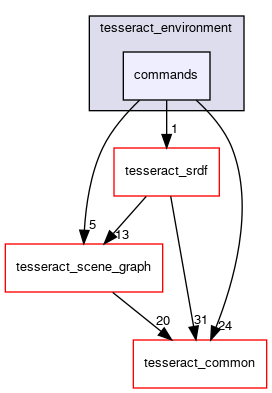 tesseract_environment
commands
1
tesseract_srdf
5
13
tesseract_scene_graph
20
31
24
tesseract_common